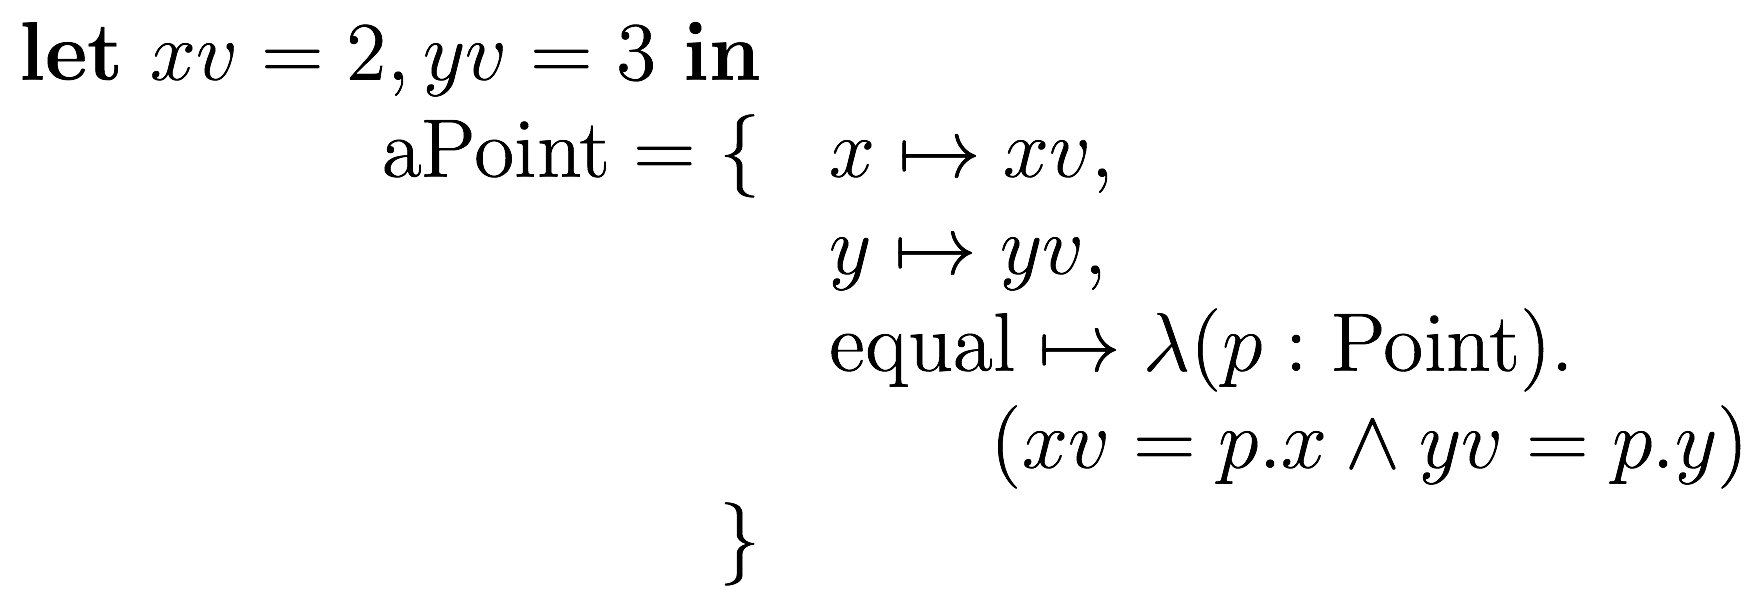 let xv = 2, yv = 3 in
aPoint = { x ↦ xv,
y ↦ yv,
equal ↦ λ(p : Point).
(xv = p.x ∧ yv = p.y)
}